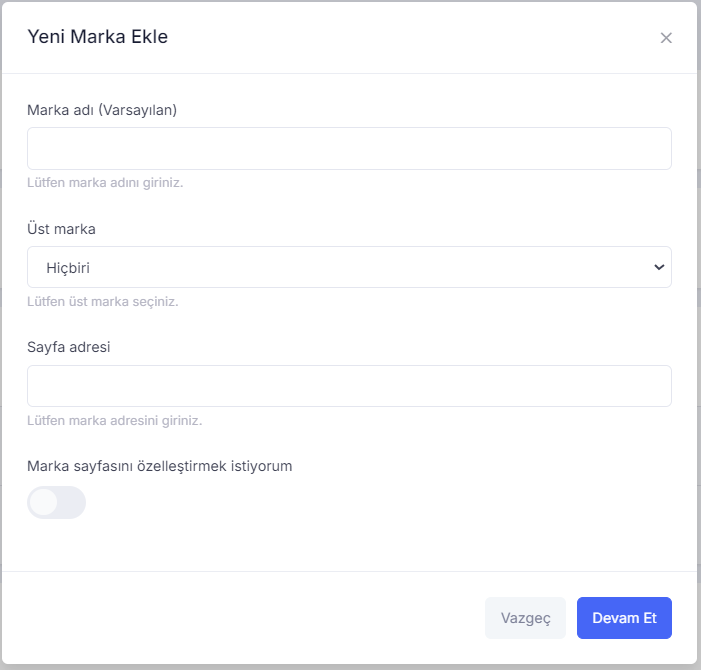 Yeni Marka Ekle
Marka adı (Varsayılan)
Lütfen marka adını giriniz.
Üst marka
Hiçbiri
Lütfen üst marka seçiniz.
Sayfa adresi
Lütfen marka adresini giriniz.
Marka sayfasını özelleştirmek istiyorum
Vazgeç
Devam Et